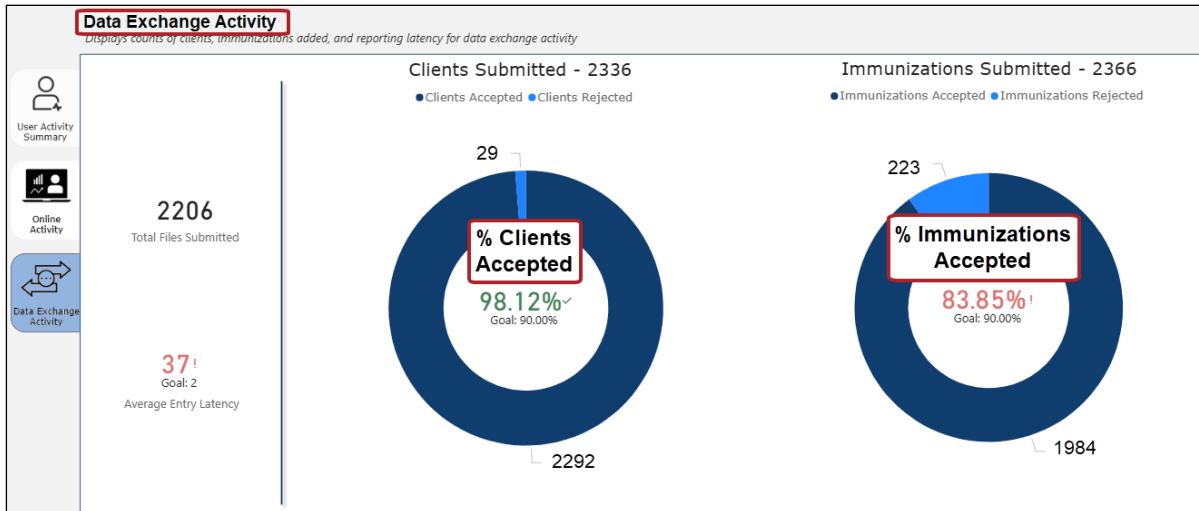 Data Exchange Activity
Displays counts of clients, immunizations added, and reporting latency for data exchange activity
User Activity
Summary
Online
Activity
Data Exchange
Activity
2206
Total Files Submitted
37!
Goal: 2
Average Entry Latency
Clients Submitted - 2336
Clients Accepted Clients Rejected
29
% Clients
Accepted
98.12%✓
Goal: 90.00%
2292
Immunizations Submitted - 2366
Immunizations Accepted Immunizations Rejected
223
% Immunizations
Accepted
83.85%!
Goal: 90.00%
1984